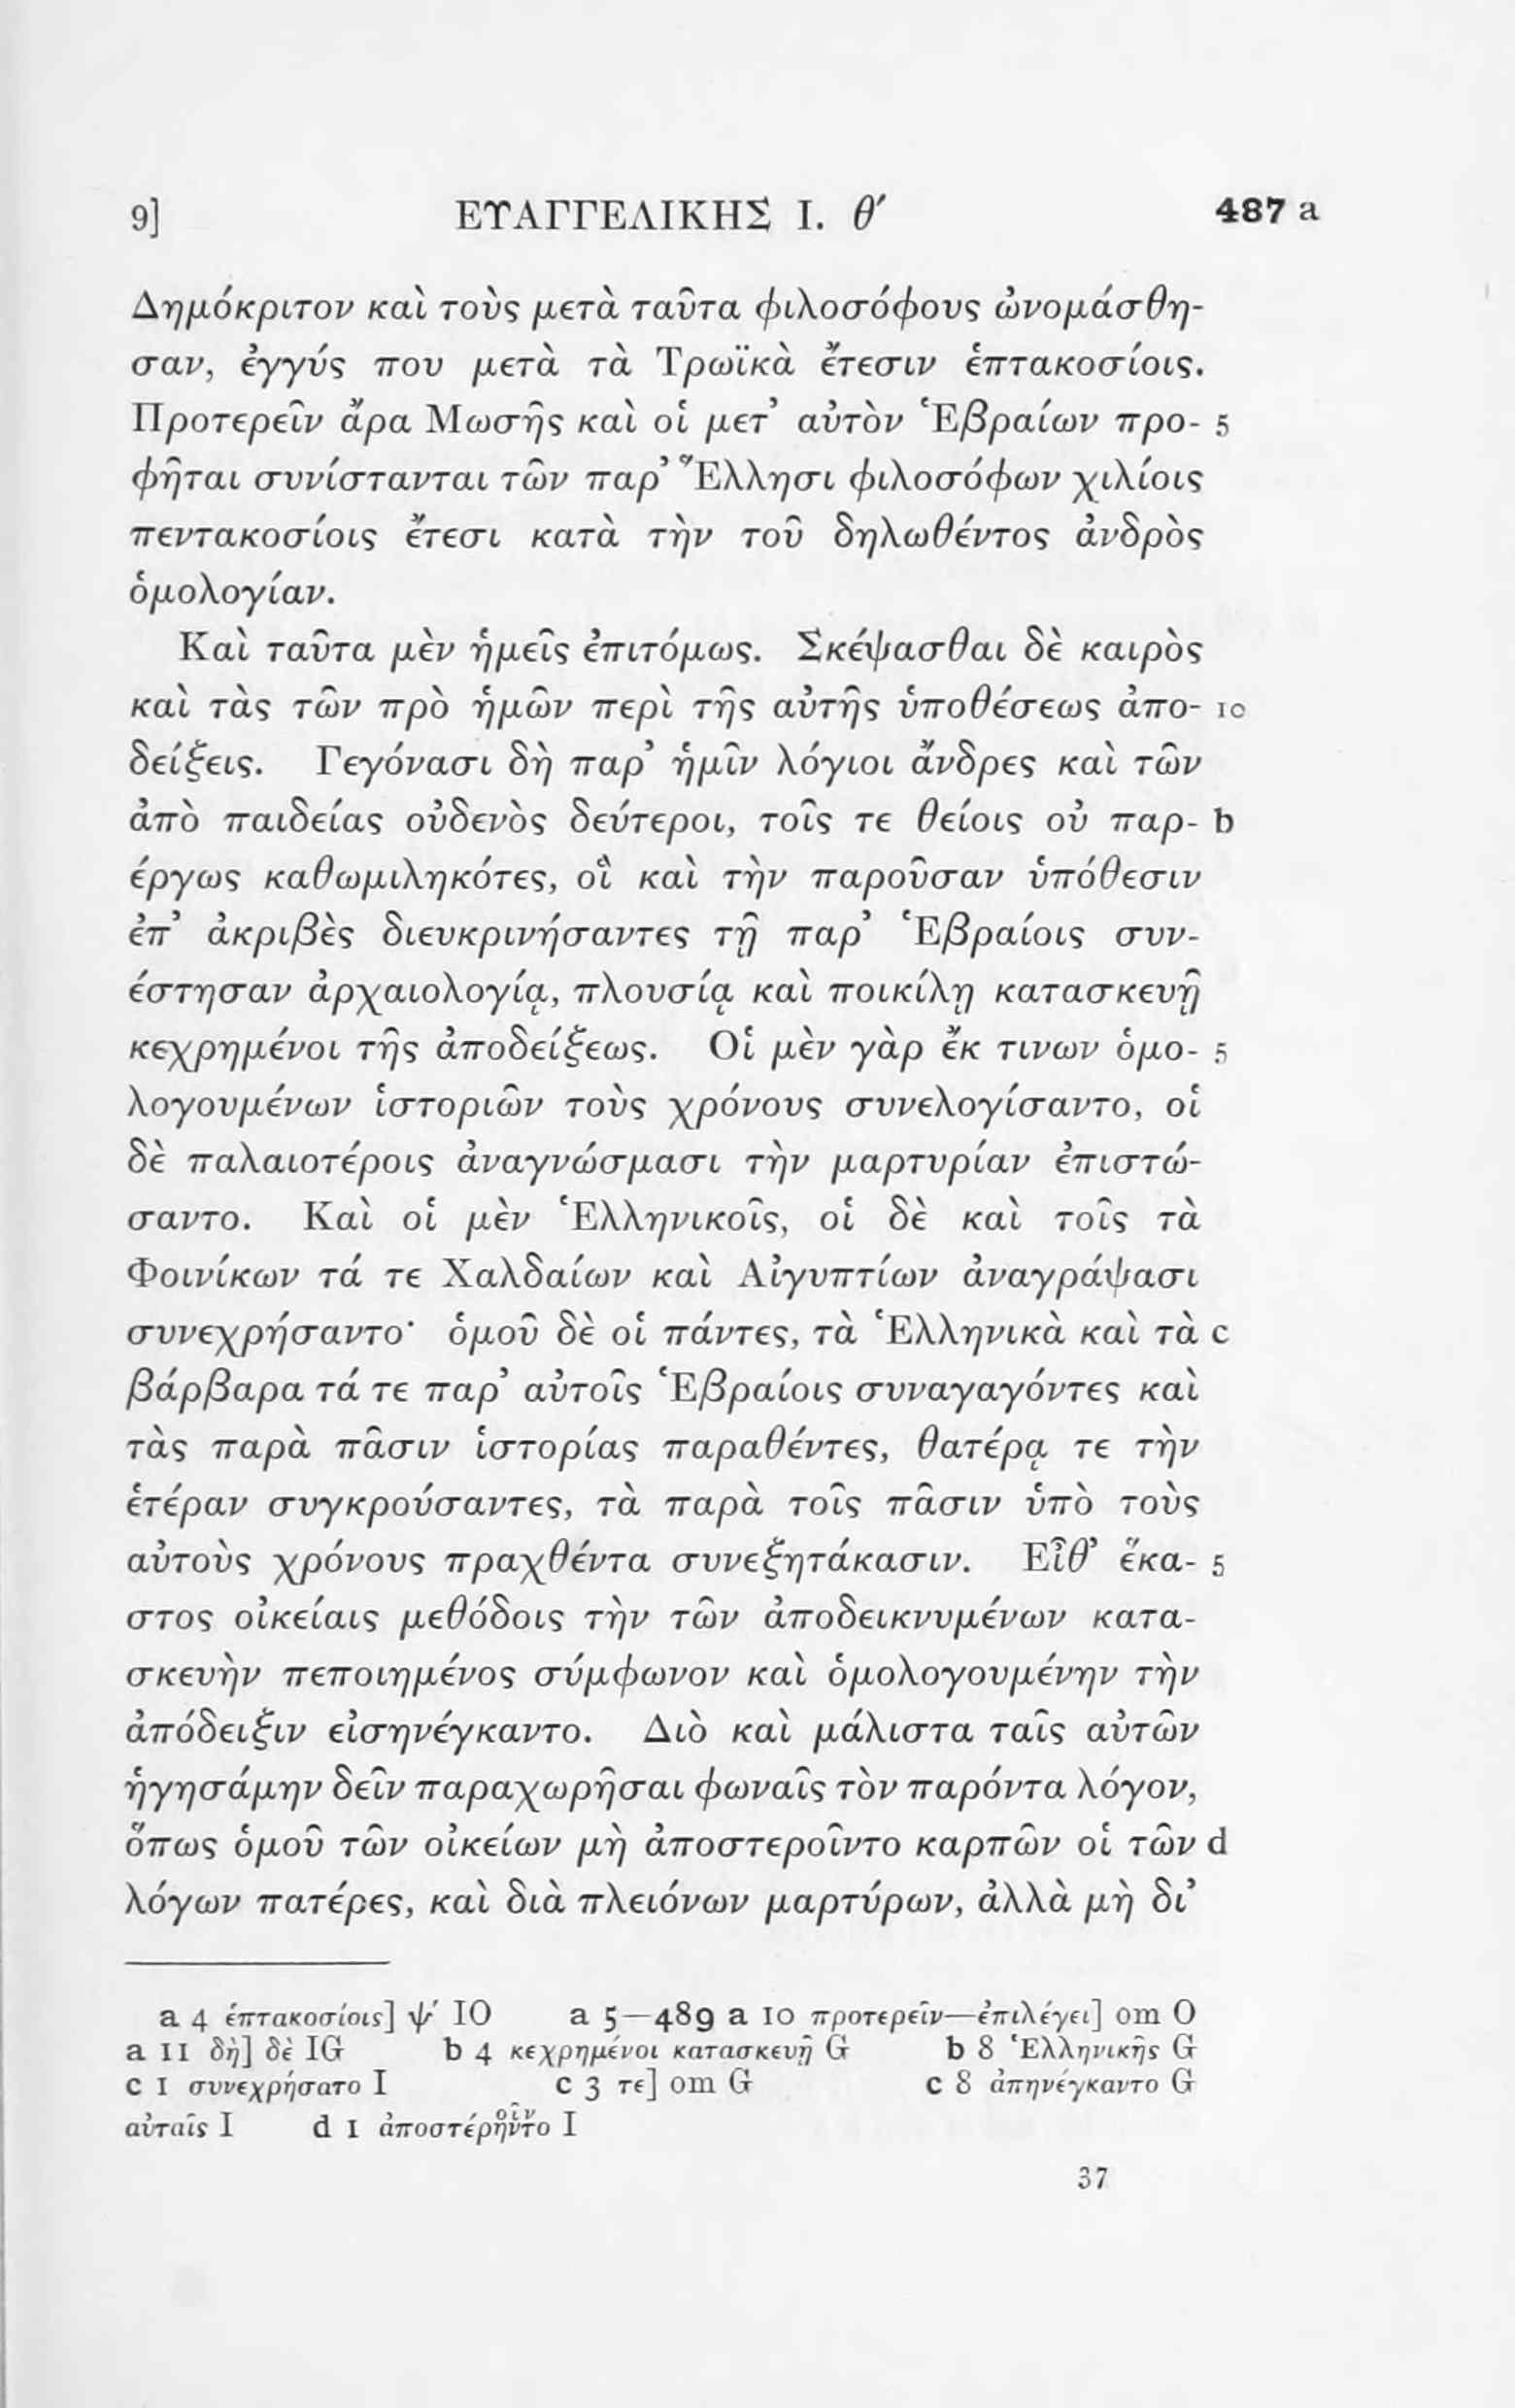 9] ΕΥΑΓΓΕΛΙΚΗΣ Ι. θʹ 487 a
Δημόκριτον καὶ τοὺς μετὰ ταῦτα φιλοσόφους ὠνομάσθη-
σαν, ἐγγύς που μετὰ τὰ Τρωϊκὰ ἔτεσιν ἑπτακοσίοις.
Προτερεῖν ἄρα Μωσῆς καὶ οἱ μετ’ αὐτὸν Ἑβραίων προ- 5
φῆται συνίστανται τῶν παρ’ Ἕλλησι φιλοσόφων χιλίοις
πεντακοσίοις ἔτεσι κατὰ τὴν τοῦ δηλωθέντος ἀνδρὸς
ὁμολογίαν.
Καὶ ταῦτα μὲν ἡμεῖς ἐπιτόμως. Σκέψασθαι δὲ καιρὸς
καὶ τὰς τῶν πρὸ ἡμῶν περὶ τῆς αὐτῆς ὑποθέσεως ἀπο- 10
δείξεις. Γεγόνασι δὴ παρ’ ἡμῖν λόγιοι ἄνδρες καὶ τῶν
ἀπὸ παιδείας οὐδενὸς δεύτεροι, τοῖς τε θείοις οὐ παρ- b
έργως καθωμιληκότες, οἳ καὶ τὴν παροῦσαν ὑπόθεσιν
ἐπ’ ἀκριβὲς διευκρινήσαντες τῇ παρ’ Ἑβραίοις συν-
έστησαν ἀρχαιολογίᾳ, πλουσίᾳ καὶ ποικίλῃ κατασκευῇ
κεχρημένοι τῆς ἀποδείξεως. Οἱ μὲν γὰρ ἔκ τινων ὁμο- 5
λογουμένων ἱστοριῶν τοὺς χρόνους συνελογίσαντο, οἱ
δὲ παλαιοτέροις ἀναγνώσμασι τὴν μαρτυρίαν ἐπιστώ-
σαντο. Καὶ οἱ μὲν Ἑλληνικοῖς, οἱ δὲ καὶ τοῖς τὰ
Φοινίκων τά τε Χαλδαίων καὶ Αἰγυπτίων ἀναγράψασι
συνεχρήσαντο· ὁμοῦ δὲ οἱ πάντες, τὰ Ἑλληνικὰ καὶ τὰ c
βάρβαρα τά τε παρ’ αὐτοῖς Ἑβραίοις συναγαγόντες καὶ
τὰς παρὰ πᾶσιν ἱστορίας παραθέντες, θατέρᾳ τε τὴν
ἑτέραν συγκρούσαντες, τὰ παρὰ τοῖς πᾶσιν ὑπὸ τοὺς
αὐτοὺς χρόνους πραχθέντα συνεξητάκασιν. Εἶθ’ ἕκα- 5
στος οἰκείαις μεθόδοις τὴν τῶν ἀποδεικνυμένων κατα-
σκευὴν πεποιημένος σύμφωνον καὶ ὁμολογουμένην τὴν
ἀπόδειξιν εἰσηνέγκαντο. Διὸ καὶ μάλιστα ταῖς αὐτῶν
ἡγησάμην δεῖν παραχωρῆσαι φωναῖς τὸν παρόντα λόγον,
ὅπως ὁμοῦ τῶν οἰκείων μὴ ἀποστεροῖντο καρπῶν οἱ τῶν d
λόγων πατέρες, καὶ διὰ πλειόνων μαρτύρων, ἀλλὰ μὴ δι’
a 4 ἑπτακοσίοις] ψʹ IO a 5—489 a 10 προτερεῖν—ἐπιλέγει] om O
a 11 δὴ] δὲ IG b 4 κεχρημένοι κατασκευῇ G b 8 Ἑλληνικῆς G
c 1 συνεχρήσατο I c 3 τε] om G c 8 ἀπηνέγκαντο G
αὐταῖς I d 1 ἀποστέρηντο I
37